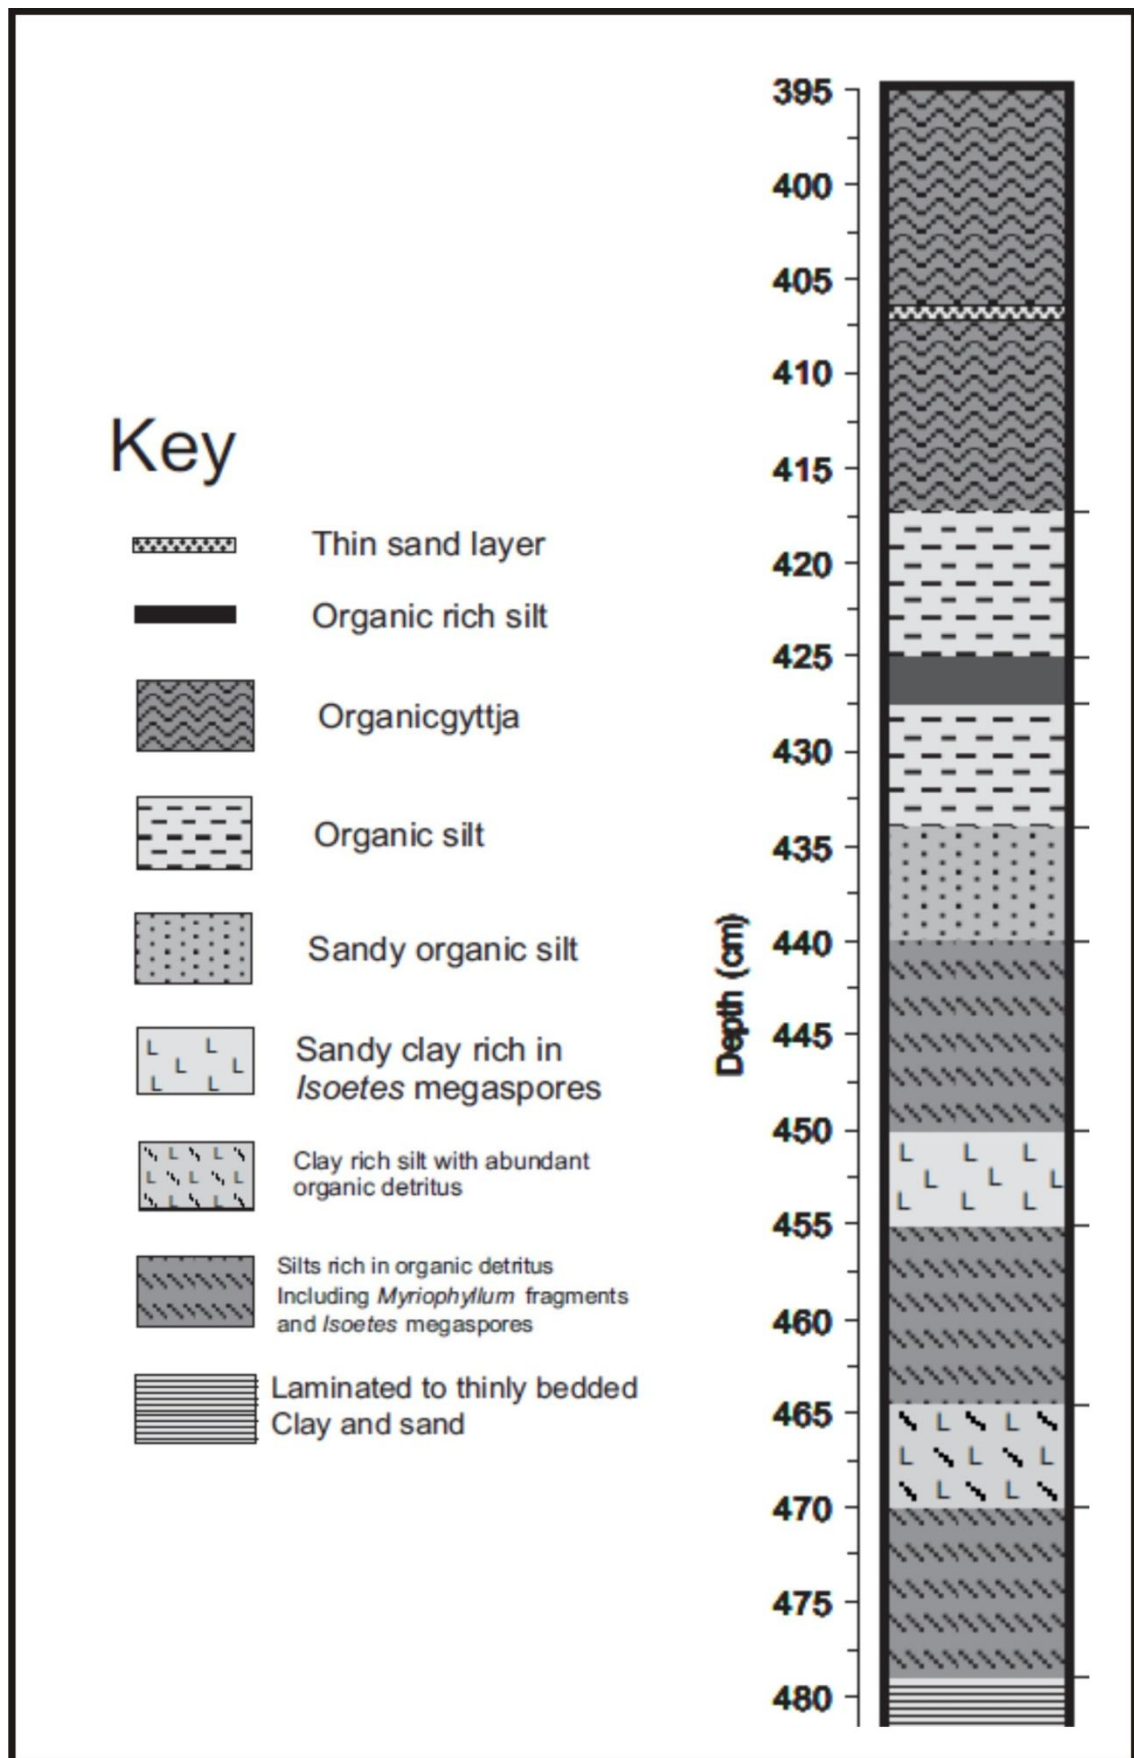 Key
Thin sand layer
Organic rich silt
Organicgyttja
Organic silt
Sandy organic silt
Sandy clay rich in
Isoetes megaspores
Clay rich silt with abundant
organic detritus
Silts rich in organic detritus
Including Myriophyllum fragments
and Isoetes megaspores
Laminated to thinly bedded
Clay and sand
Depth (cm)
395
400
405
410
415
420
425
430
435
440
445
450
455
460
465
470
475
480